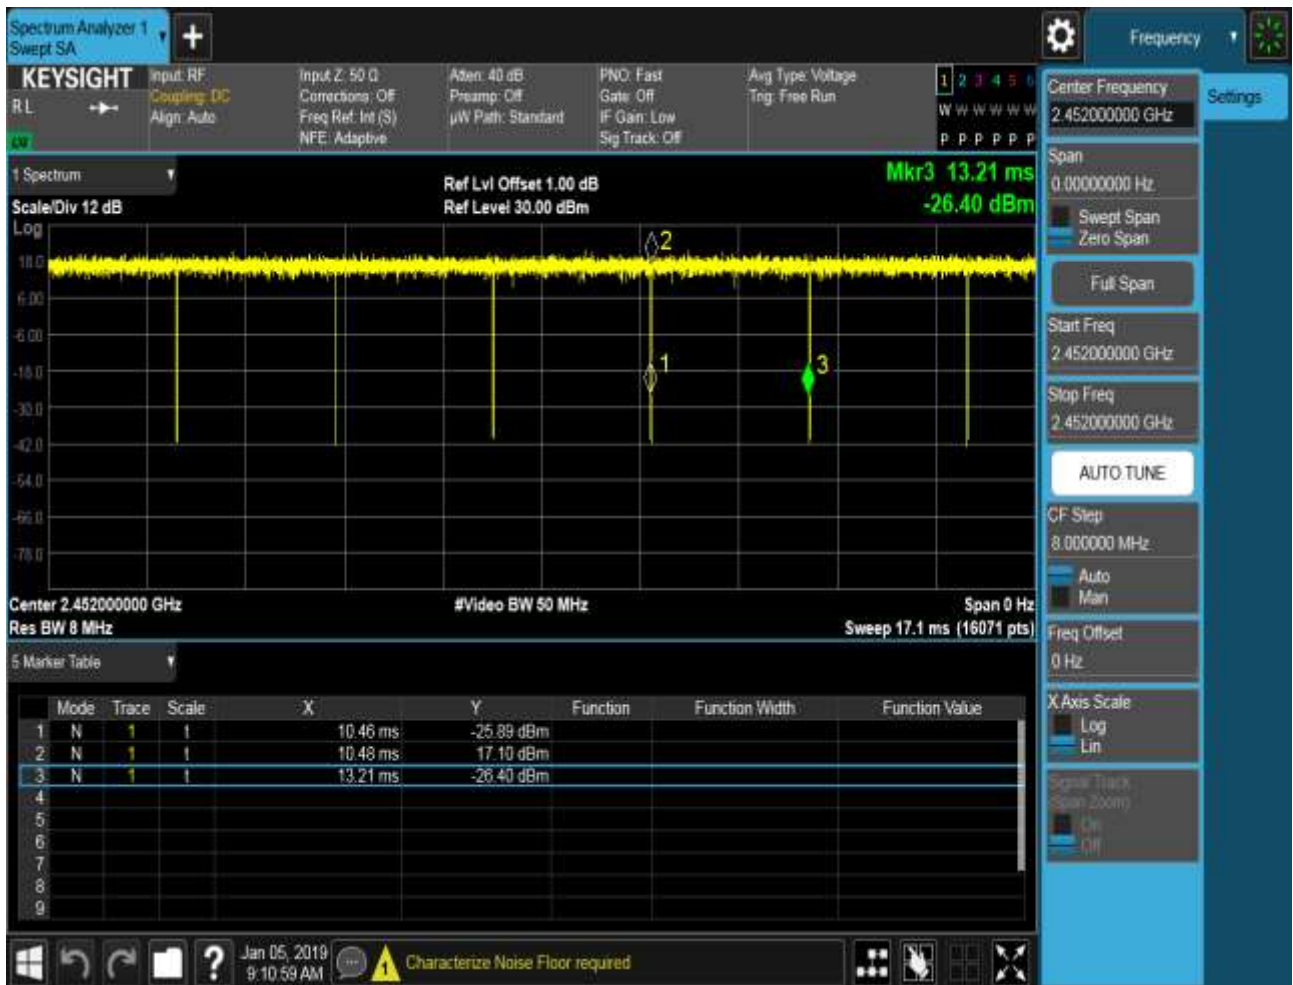 Spectrum Analyzer 1
Swept SA
Frequency
KEYSIGHT
R L
Input: RF
Coupling: DC
Align: Auto
Input Z: 50 Ω
Corrections: Off
Freq Ref: Int (S)
NFE: Adaptive
Atten: 40 dB
Preamp: Off
µW Path: Standard
PNO: Fast
Gate: Off
IF Gain: Low
Sig Track: Off
Avg Type: Voltage
Trig: Free Run
1 2 3 4 5 6
W W W W W W
P P P P P P
1 Spectrum
Scale/Div 12 dB
Log
Ref Lvl Offset 1.00 dB
Ref Level 30.00 dBm
Mkr3 13.21 ms
-26.40 dBm
18.0
6.00
-6.00
-18.0
-30.0
-42.0
-54.0
-66.0
-78.0
2
1
3
Center 2.452000000 GHz
#Video BW 50 MHz
Span 0 Hz
Res BW 8 MHz
Sweep 17.1 ms (16071 pts)
5 Marker Table
Mode Trace Scale X Y Function Function Width Function Value
1 N 1 t 10.46 ms -25.89 dBm
2 N 1 t 10.48 ms 17.10 dBm
3 N 1 t 13.21 ms -26.40 dBm
4
5
6
7
8
9
Jan 05, 2019
9:10:59 AM
1
Characterize Noise Floor required
Center Frequency
2.452000000 GHz
Settings
Span
0.00000000 Hz
Swept Span
Zero Span
Full Span
Start Freq
2.452000000 GHz
Stop Freq
2.452000000 GHz
AUTO TUNE
CF Step
8.000000 MHz
Auto
Man
Freq Offset
0 Hz
X Axis Scale
Log
Lin
Signal Track
(Span Zoom)
On
Off